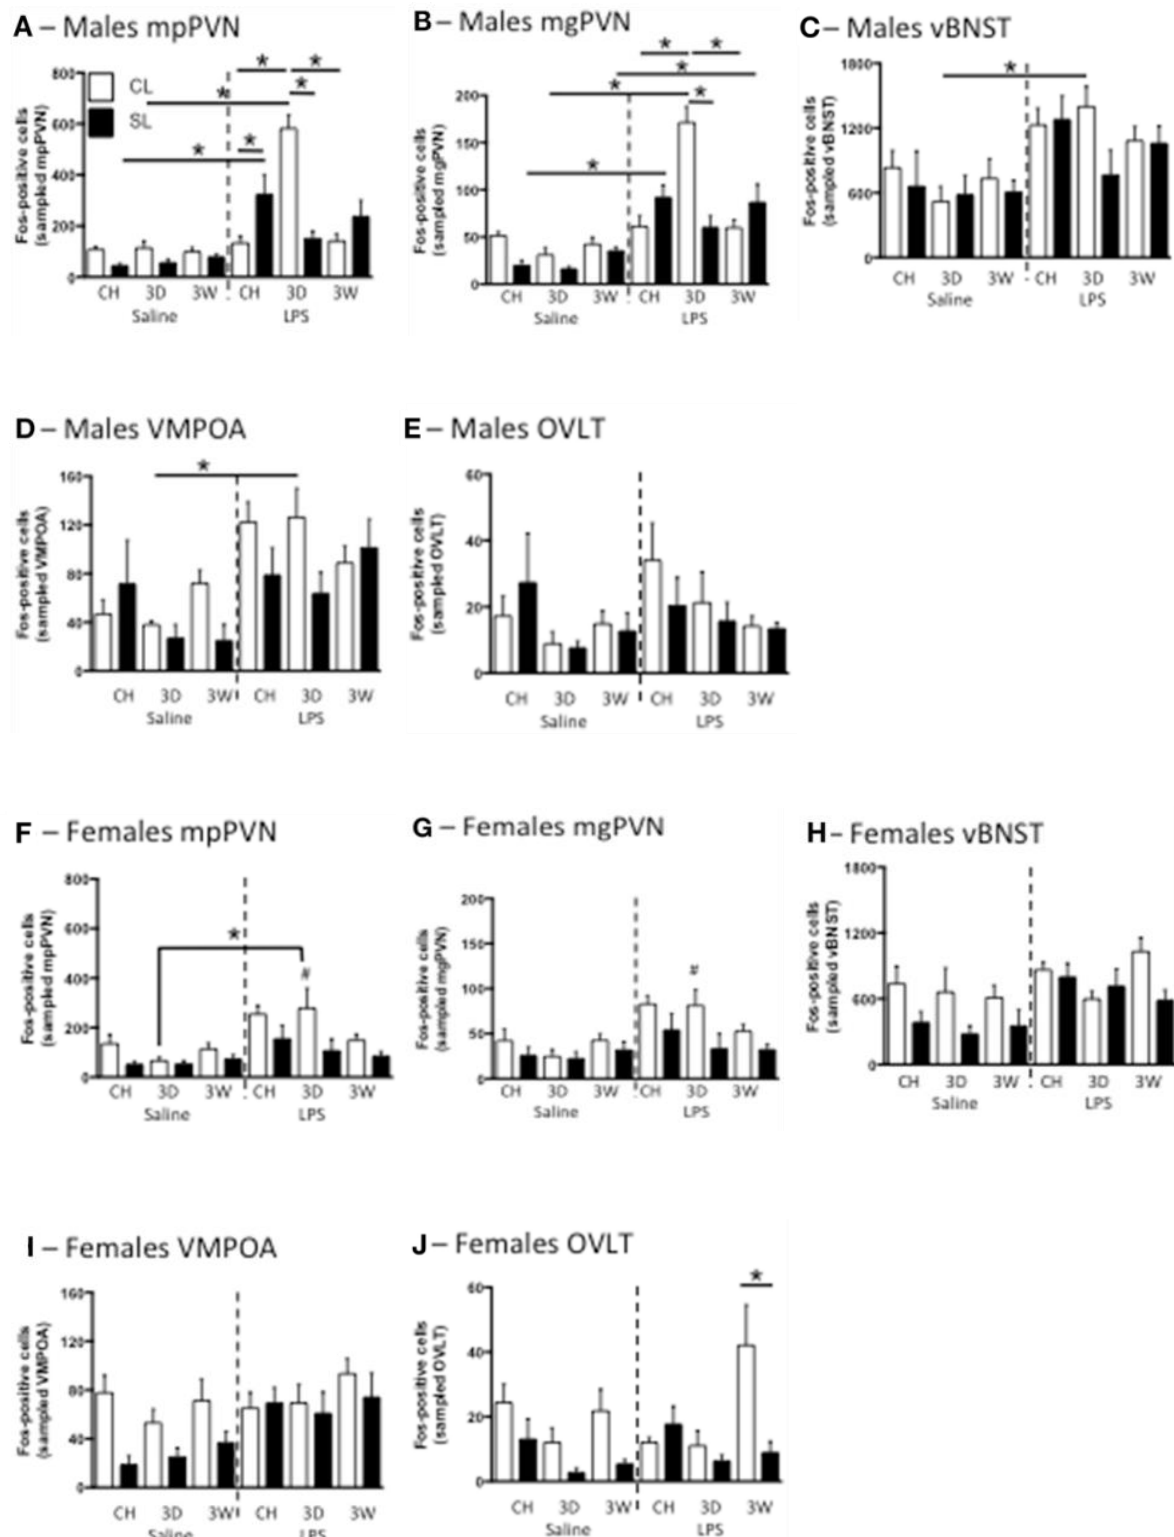 A – Males mpPVN
Fos-positive cells
(sampled mpPVN)
800
600
400
200
0
CL
SL
*
*
*
*
*
*
CH 3D 3W CH 3D 3W
Saline LPS
B – Males mgPVN
Fos-positive cells
(sampled mgPVN)
200
150
100
50
0
*
*
*
*
*
*
CH 3D 3W CH 3D 3W
Saline LPS
C – Males vBNST
Fos-positive cells
(sampled vBNST)
1800
1200
600
0
*
CH 3D 3W CH 3D 3W
Saline LPS
D – Males VMPOA
Fos-positive cells
(sampled VMPOA)
160
120
80
40
0
*
CH 3D 3W CH 3D 3W
Saline LPS
E – Males OVLT
Fos-positive cells
(sampled OVLT)
60
40
20
0
CH 3D 3W CH 3D 3W
Saline LPS
F – Females mpPVN
Fos-positive cells
(sampled mpPVN)
800
600
400
200
0
*
#
CH 3D 3W CH 3D 3W
Saline LPS
G – Females mgPVN
Fos-positive cells
(sampled mgPVN)
200
150
100
50
0
#
CH 3D 3W CH 3D 3W
Saline LPS
H – Females vBNST
Fos-positive cells
(sampled vBNST)
1800
1200
600
0
CH 3D 3W CH 3D 3W
Saline LPS
I – Females VMPOA
Fos-positive cells
(sampled VMPOA)
160
120
80
40
0
CH 3D 3W CH 3D 3W
Saline LPS
J – Females OVLT
Fos-positive cells
(sampled OVLT)
60
40
20
0
*
CH 3D 3W CH 3D 3W
Saline LPS